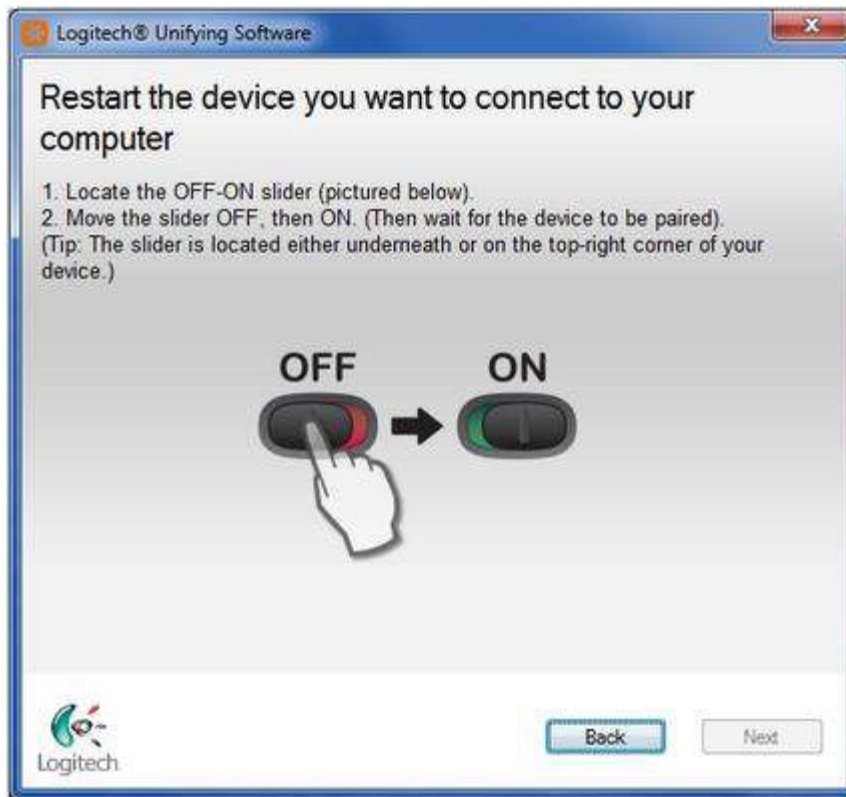 Logitech® Unifying Software
Restart the device you want to connect to your
computer
1. Locate the OFF-ON slider (pictured below).
2. Move the slider OFF, then ON. (Then wait for the device to be paired).
(Tip: The slider is located either underneath or on the top-right corner of your
device.)
OFF ON
Logitech
Back Next